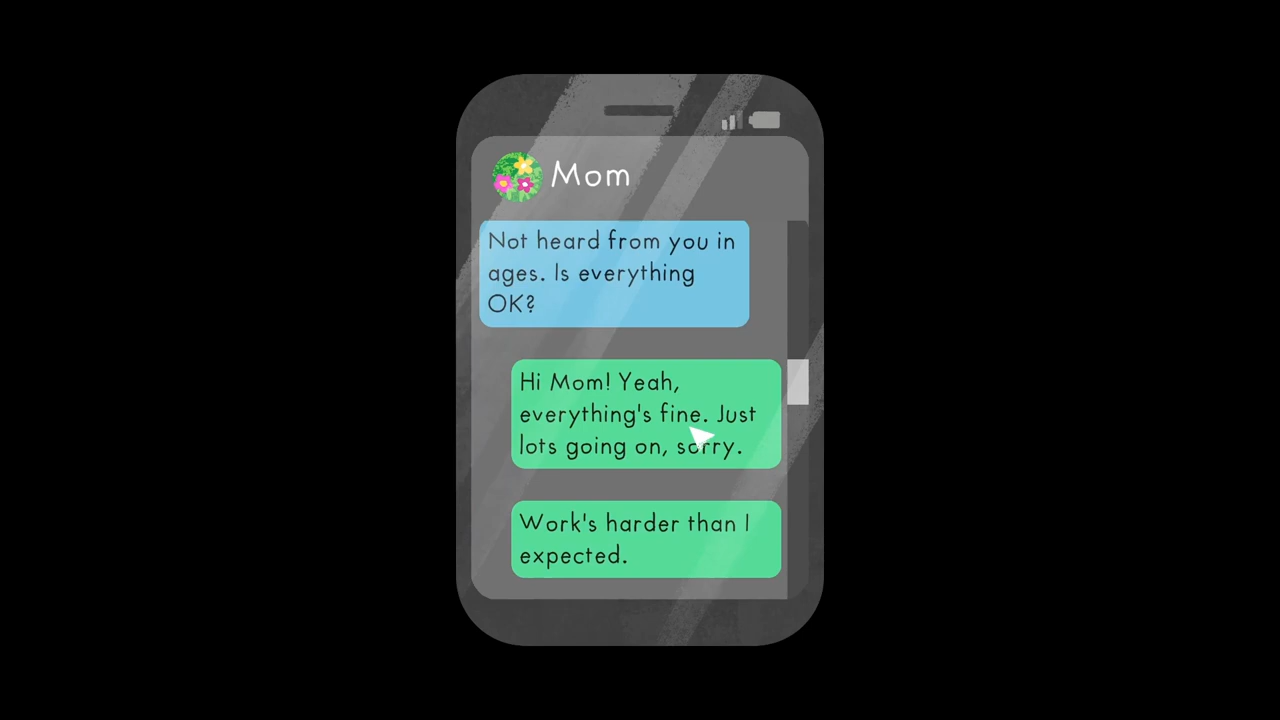 Mom
Not heard from you in
ages. Is everything
OK?
Hi Mom! Yeah,
everything's fine. Just
lots going on, sorry.
Work's harder than I
expected.